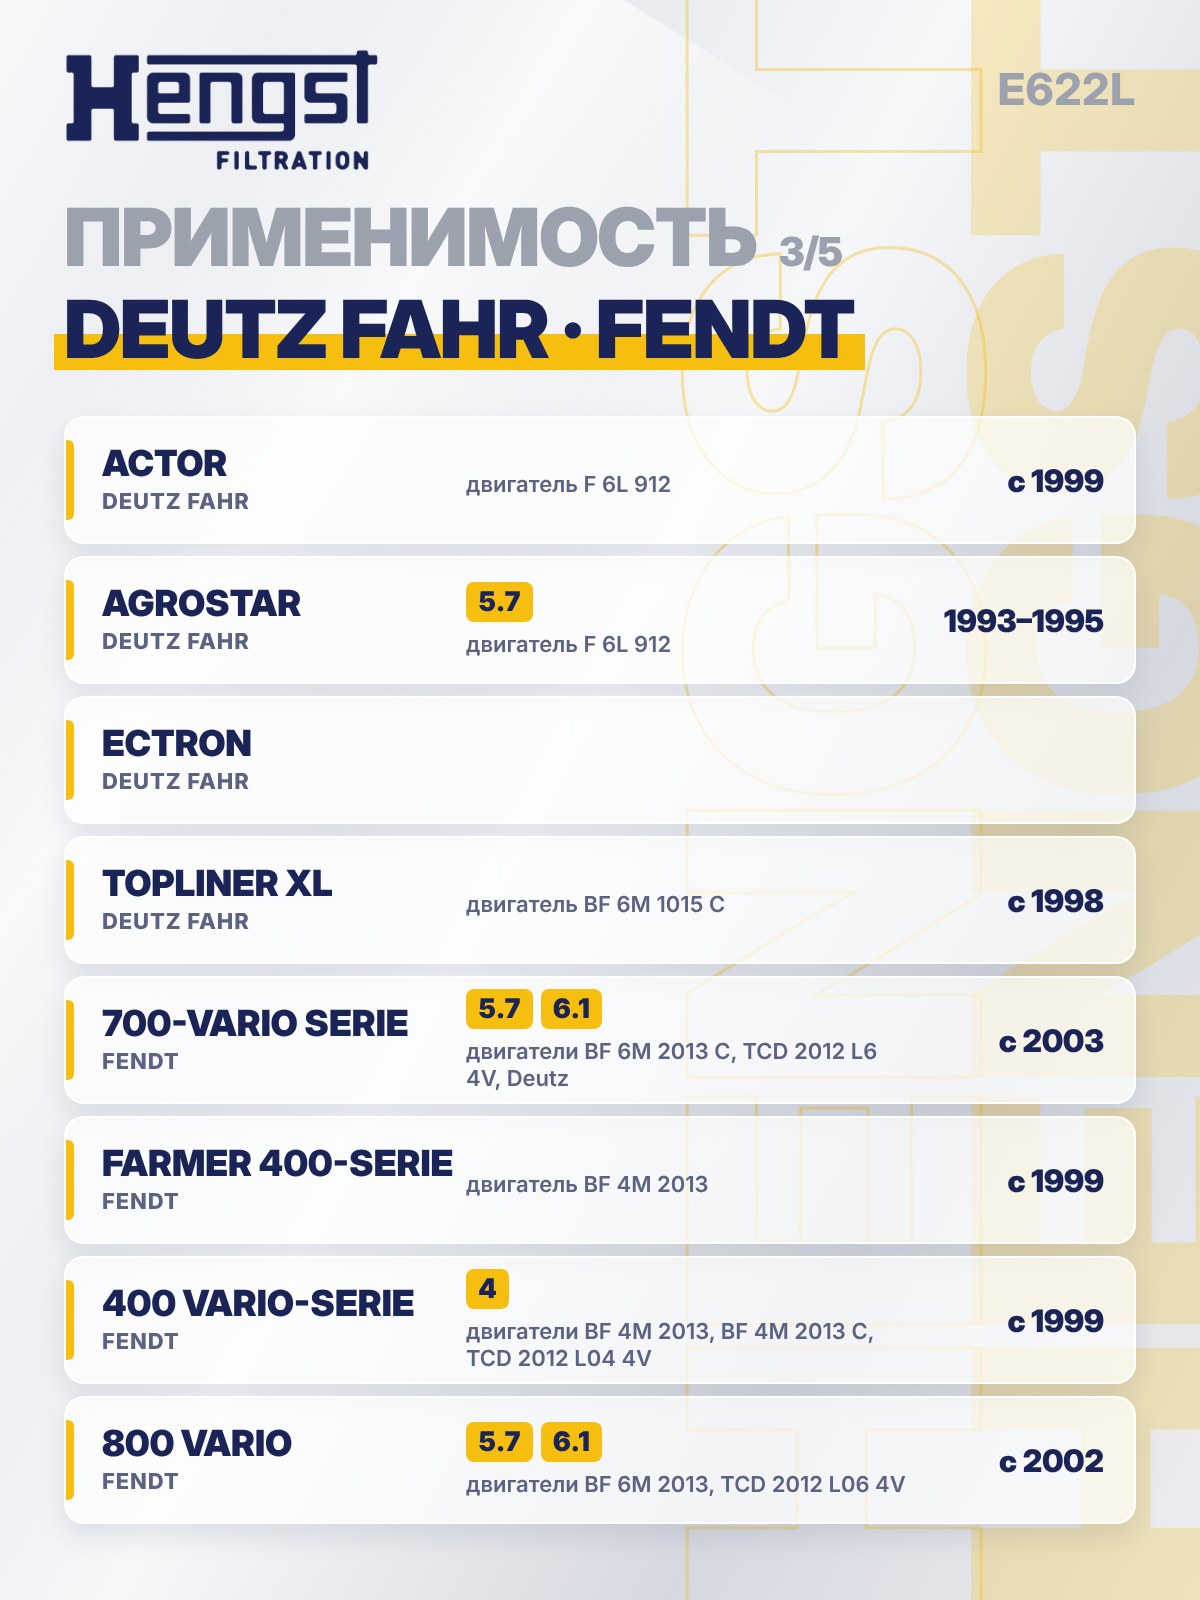 Hengst
FILTRATION
E622L
ПРИМЕНИМОСТЬ 3/5
DEUTZ FAHR · FENDT
ACTOR
DEUTZ FAHR
двигатель F 6L 912
с 1999
AGROSTAR
DEUTZ FAHR
5.7
двигатель F 6L 912
1993–1995
ECTRON
DEUTZ FAHR
TOPLINER XL
DEUTZ FAHR
двигатель BF 6M 1015 C
с 1998
700-VARIO SERIE
FENDT
5.7 6.1
двигатели BF 6M 2013 C, TCD 2012 L6
4V, Deutz
с 2003
FARMER 400-SERIE
FENDT
двигатель BF 4M 2013
с 1999
400 VARIO-SERIE
FENDT
4
двигатели BF 4M 2013, BF 4M 2013 C,
TCD 2012 L04 4V
с 1999
800 VARIO
FENDT
5.7 6.1
двигатели BF 6M 2013, TCD 2012 L06 4V
с 2002
HENGST
HENGST